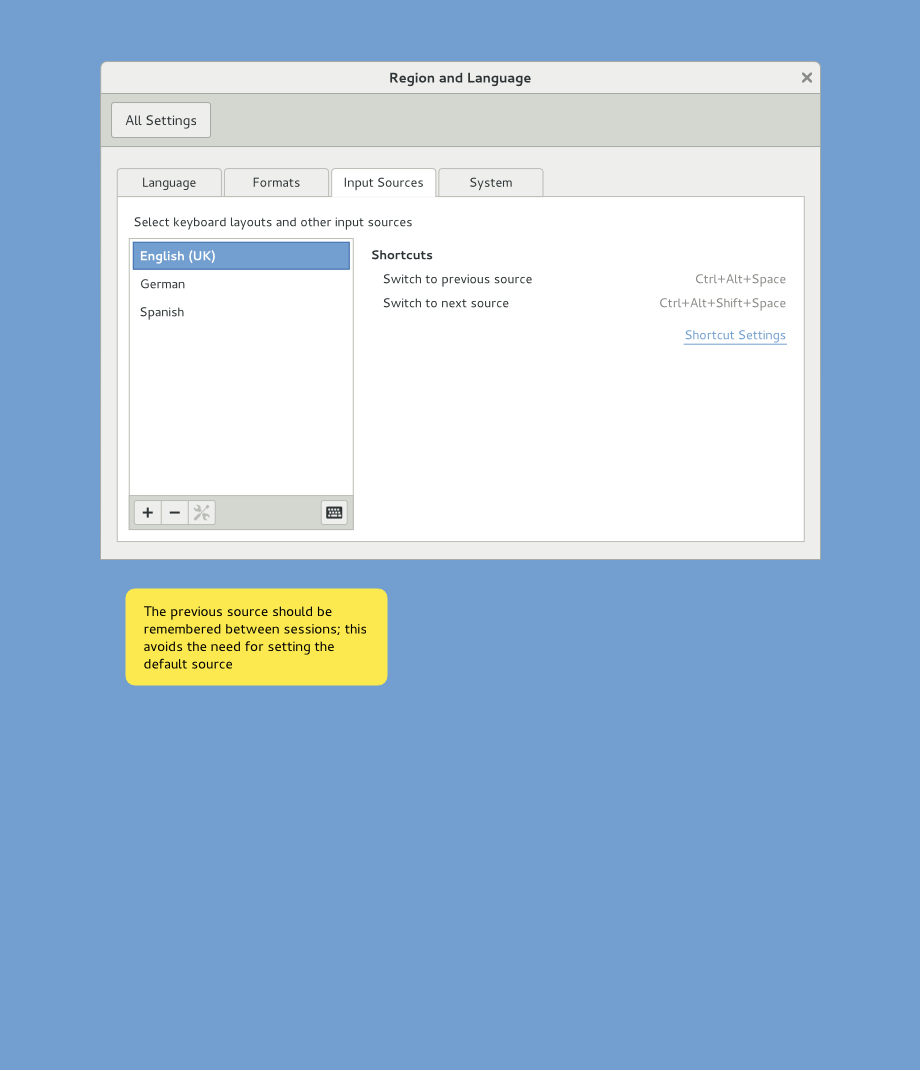 Region and Language
All Settings
Language
Formats
Input Sources
System
Select keyboard layouts and other input sources
English (UK)
German
Spanish
Shortcuts
Switch to previous source Ctrl+Alt+Space
Switch to next source Ctrl+Alt+Shift+Space
Shortcut Settings
The previous source should be
remembered between sessions; this
avoids the need for setting the
default source